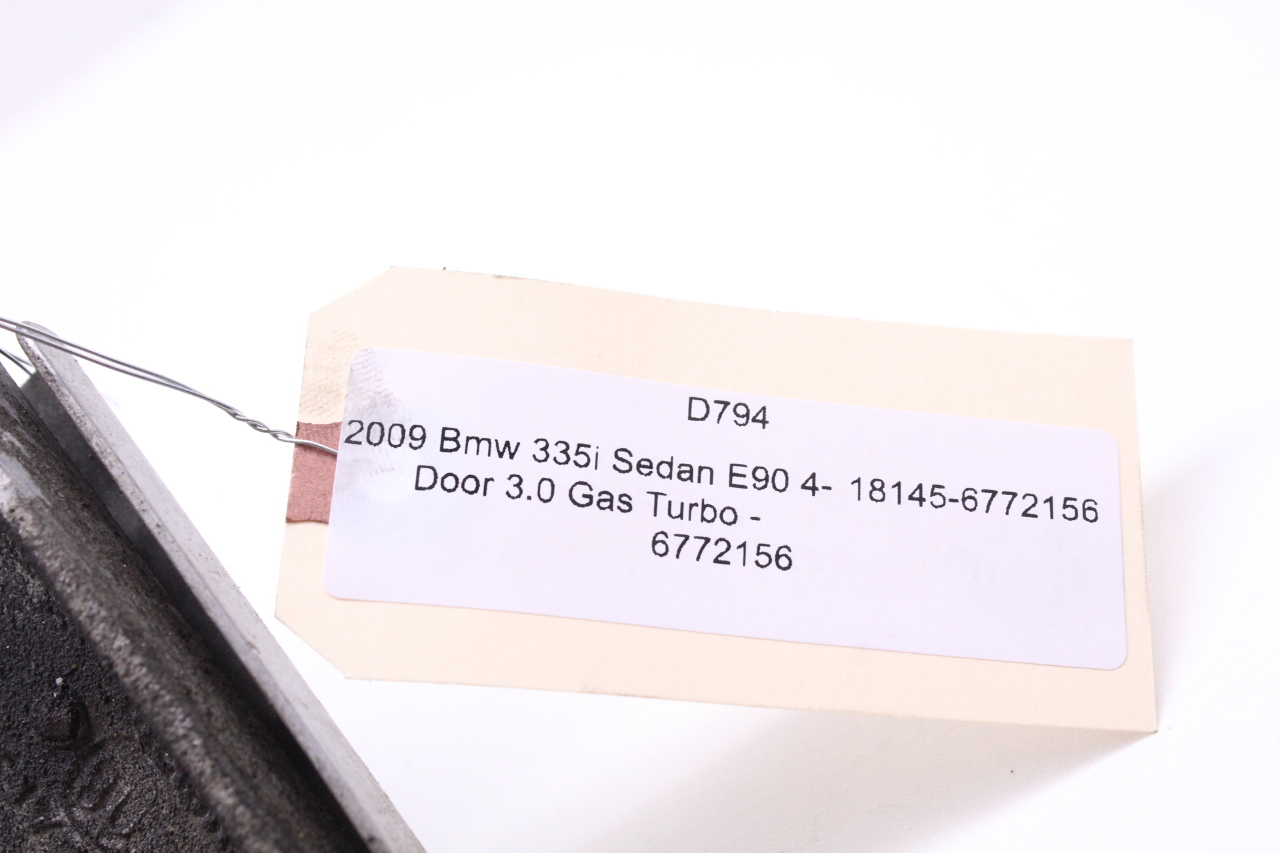 D794
2009 Bmw 335i Sedan E90 4- 18145-6772156
Door 3.0 Gas Turbo -
6772156